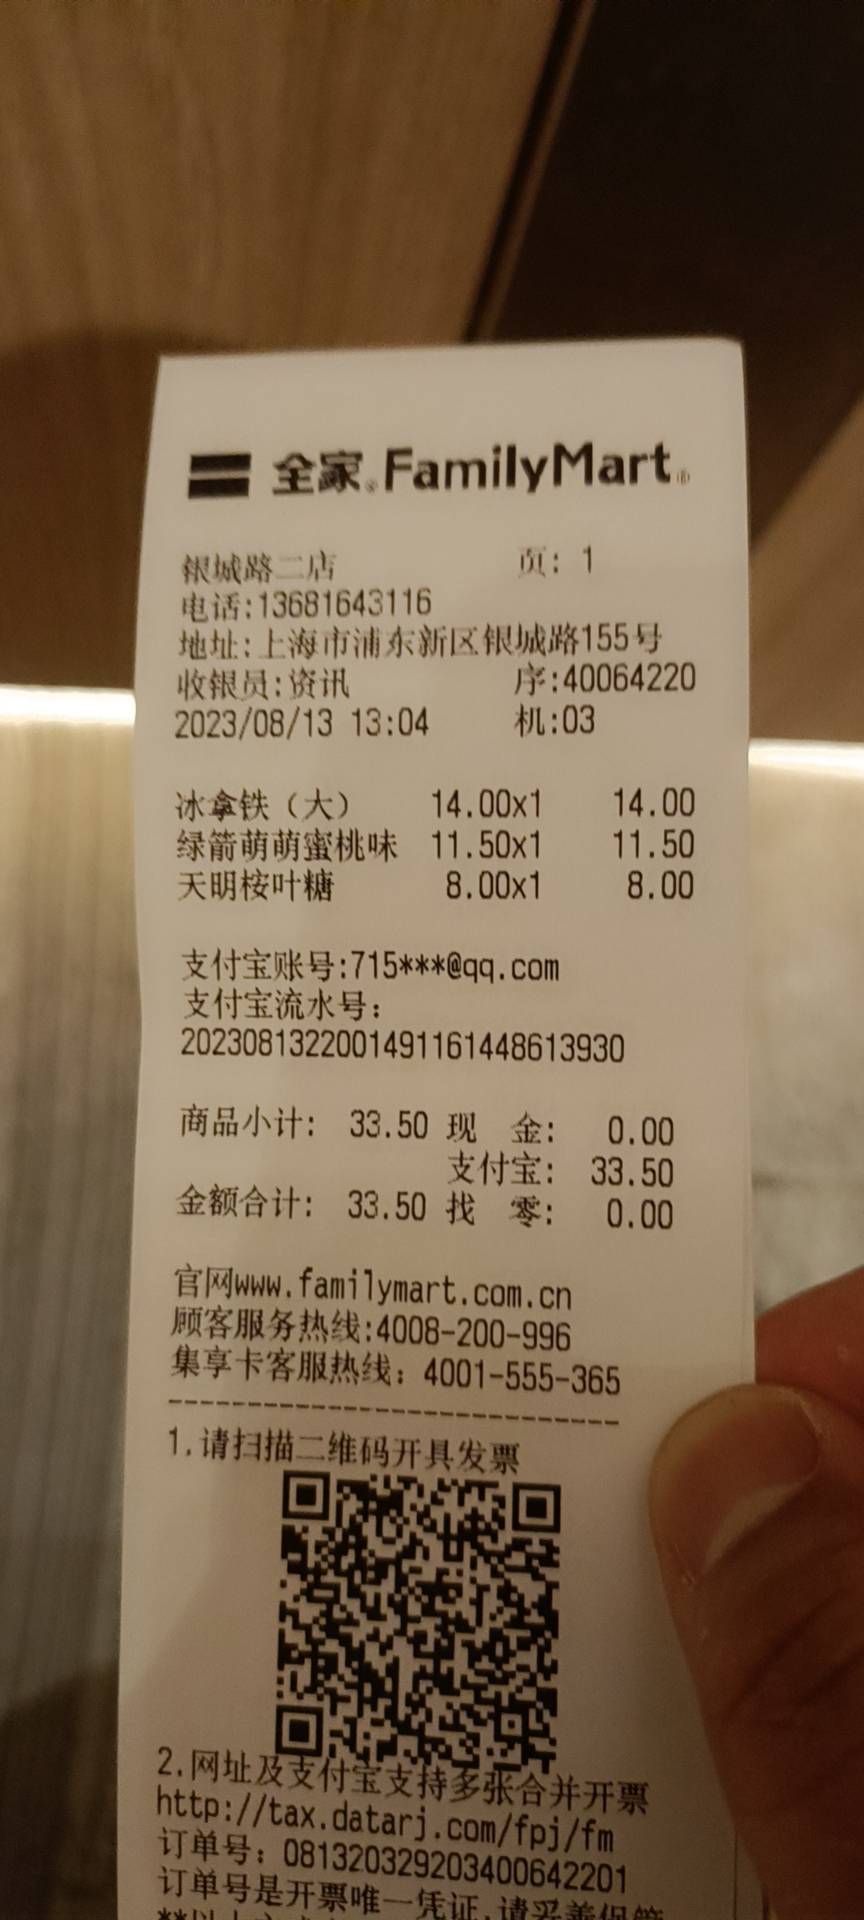 全家®FamilyMart®
银城路二店 页: 1
电话:13681643116
地址:上海市浦东新区银城路155号
收银员:资讯 序:40064220
2023/08/13 13:04 机:03
冰拿铁（大） 14.00x1 14.00
绿箭萌萌蜜桃味 11.50x1 11.50
天明桉叶糖 8.00x1 8.00
支付宝账号:715***@qq.com
支付宝流水号:
2023081322001491161448613930
商品小计: 33.50 现 金: 0.00
支付宝: 33.50
金额合计: 33.50 找 零: 0.00
官网www.familymart.com.cn
顾客服务热线:4008-200-996
集享卡客服热线: 4001-555-365
1.请扫描二维码开具发票
2.网址及支付宝支持多张合并开票
http://tax.datarj.com/fpj/fm
订单号: 081320329203400642201
订单号是开票唯一凭证,请妥善保管